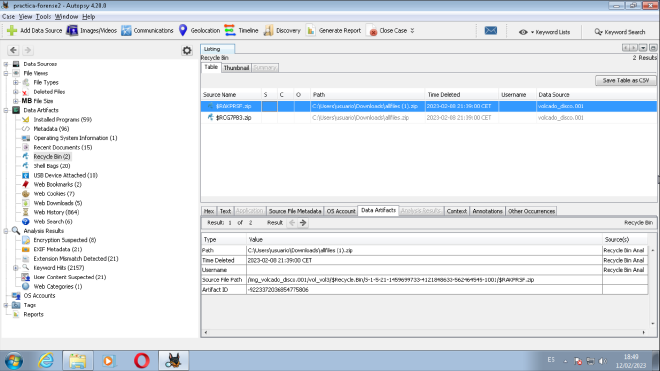 practica-forense2 - Autopsy 4.20.0
Case View Tools Window Help
Add Data Source Images/Videos Communications Geolocation Timeline Discovery Generate Report Close Case Keyword Lists Keyword Search
Listing
Recycle Bin 2 Results
Table Thumbnail Summary
Save Table as CSV
Source Name S C O Path Time Deleted Username Data Source
$RAKPRSP.zip C:\Users\usuario\Downloads\allfiles (1).zip 2023-02-08 21:39:00 CET volcado_disco.001
$RCG7PB3.zip C:\Users\usuario\Downloads\allfiles.zip 2023-02-08 21:39:00 CET volcado_disco.001
Data Sources
File Views
File Types
Deleted Files
MB File Size
Data Artifacts
Installed Programs (59)
Metadata (96)
Operating System Information (1)
Recent Documents (15)
Recycle Bin (2)
Shell Bags (20)
USB Device Attached (10)
Web Bookmarks (2)
Web Cookies (7)
Web Downloads (5)
Web History (864)
Web Search (6)
Analysis Results
Encryption Suspected (8)
EXIF Metadata (21)
Extension Mismatch Detected (21)
Keyword Hits (2157)
User Content Suspected (21)
Web Categories (1)
OS Accounts
Tags
Reports
Hex Text Application Source File Metadata OS Account Data Artifacts Analysis Results Context Annotations Other Occurrences
Result: 1 of 2 Result Recycle Bin
Type Value Source(s)
Path C:\Users\usuario\Downloads\allfiles (1).zip Recycle Bin Anal
Time Deleted 2023-02-08 21:39:00 CET Recycle Bin Anal
Username Recycle Bin Anal
Source File Path /img_volcado_disco.001/vol_vol3/$Recycle.Bin/S-1-5-21-1459699733-4121848633-562464545-1001/$RAKPRSP.zip
Artifact ID -9223372036854775806
ES
18:49
12/02/2023